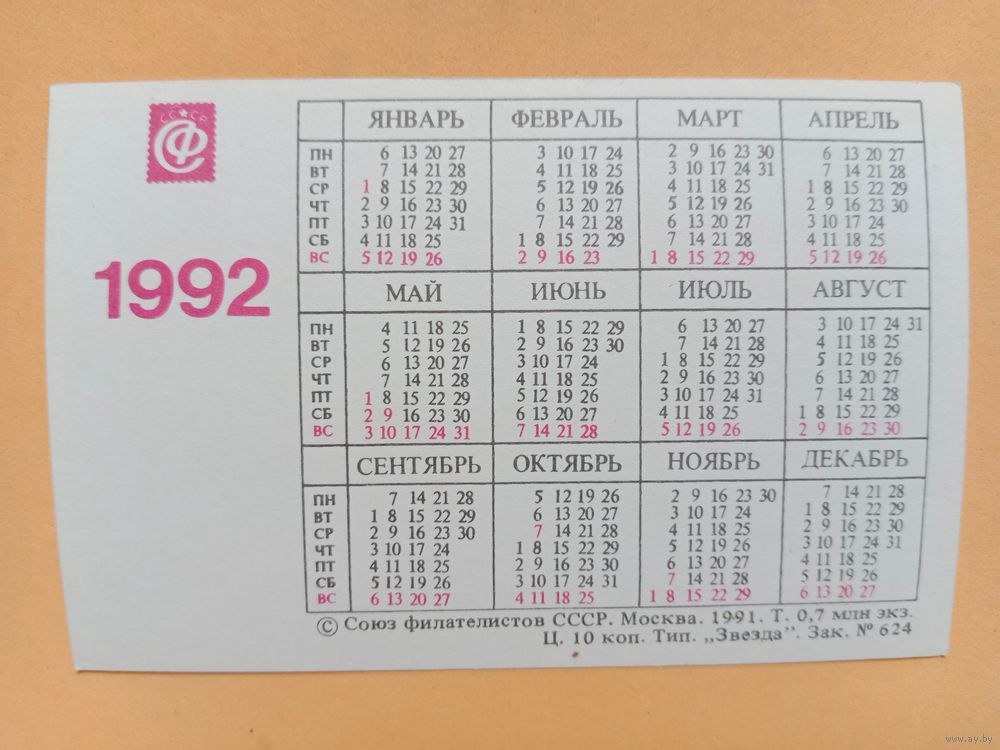 СССР
Ф
1992
ЯНВАРЬ ФЕВРАЛЬ МАРТ АПРЕЛЬ
ПН 6 13 20 27 3 10 17 24 2 9 16 23 30 6 13 20 27
ВТ 7 14 21 28 4 11 18 25 3 10 17 24 31 7 14 21 28
СР 1 8 15 22 29 5 12 19 26 4 11 18 25 1 8 15 22 29
ЧТ 2 9 16 23 30 6 13 20 27 5 12 19 26 2 9 16 23 30
ПТ 3 10 17 24 31 7 14 21 28 6 13 20 27 3 10 17 24
СБ 4 11 18 25 1 8 15 22 29 7 14 21 28 4 11 18 25
ВС 5 12 19 26 2 9 16 23 1 8 15 22 29 5 12 19 26
МАЙ ИЮНЬ ИЮЛЬ АВГУСТ
ПН 4 11 18 25 1 8 15 22 29 6 13 20 27 3 10 17 24 31
ВТ 5 12 19 26 2 9 16 23 30 7 14 21 28 4 11 18 25
СР 6 13 20 27 3 10 17 24 1 8 15 22 29 5 12 19 26
ЧТ 7 14 21 28 4 11 18 25 2 9 16 23 30 6 13 20 27
ПТ 1 8 15 22 29 5 12 19 26 3 10 17 24 31 7 14 21 28
СБ 2 9 16 23 30 6 13 20 27 4 11 18 25 1 8 15 22 29
ВС 3 10 17 24 31 7 14 21 28 5 12 19 26 2 9 16 23 30
СЕНТЯБРЬ ОКТЯБРЬ НОЯБРЬ ДЕКАБРЬ
ПН 7 14 21 28 5 12 19 26 2 9 16 23 30 7 14 21 28
ВТ 1 8 15 22 29 6 13 20 27 3 10 17 24 1 8 15 22 29
СР 2 9 16 23 30 7 14 21 28 4 11 18 25 2 9 16 23 30
ЧТ 3 10 17 24 1 8 15 22 29 5 12 19 26 3 10 17 24 31
ПТ 4 11 18 25 2 9 16 23 30 6 13 20 27 4 11 18 25
СБ 5 12 19 26 3 10 17 24 31 7 14 21 28 5 12 19 26
ВС 6 13 20 27 4 11 18 25 1 8 15 22 29 6 13 20 27
© Союз филателистов СССР. Москва. 1991. Т. 0,7 млн экз.
Ц. 10 коп. Тип. „Звезда”. Зак. № 624
www.ay.by